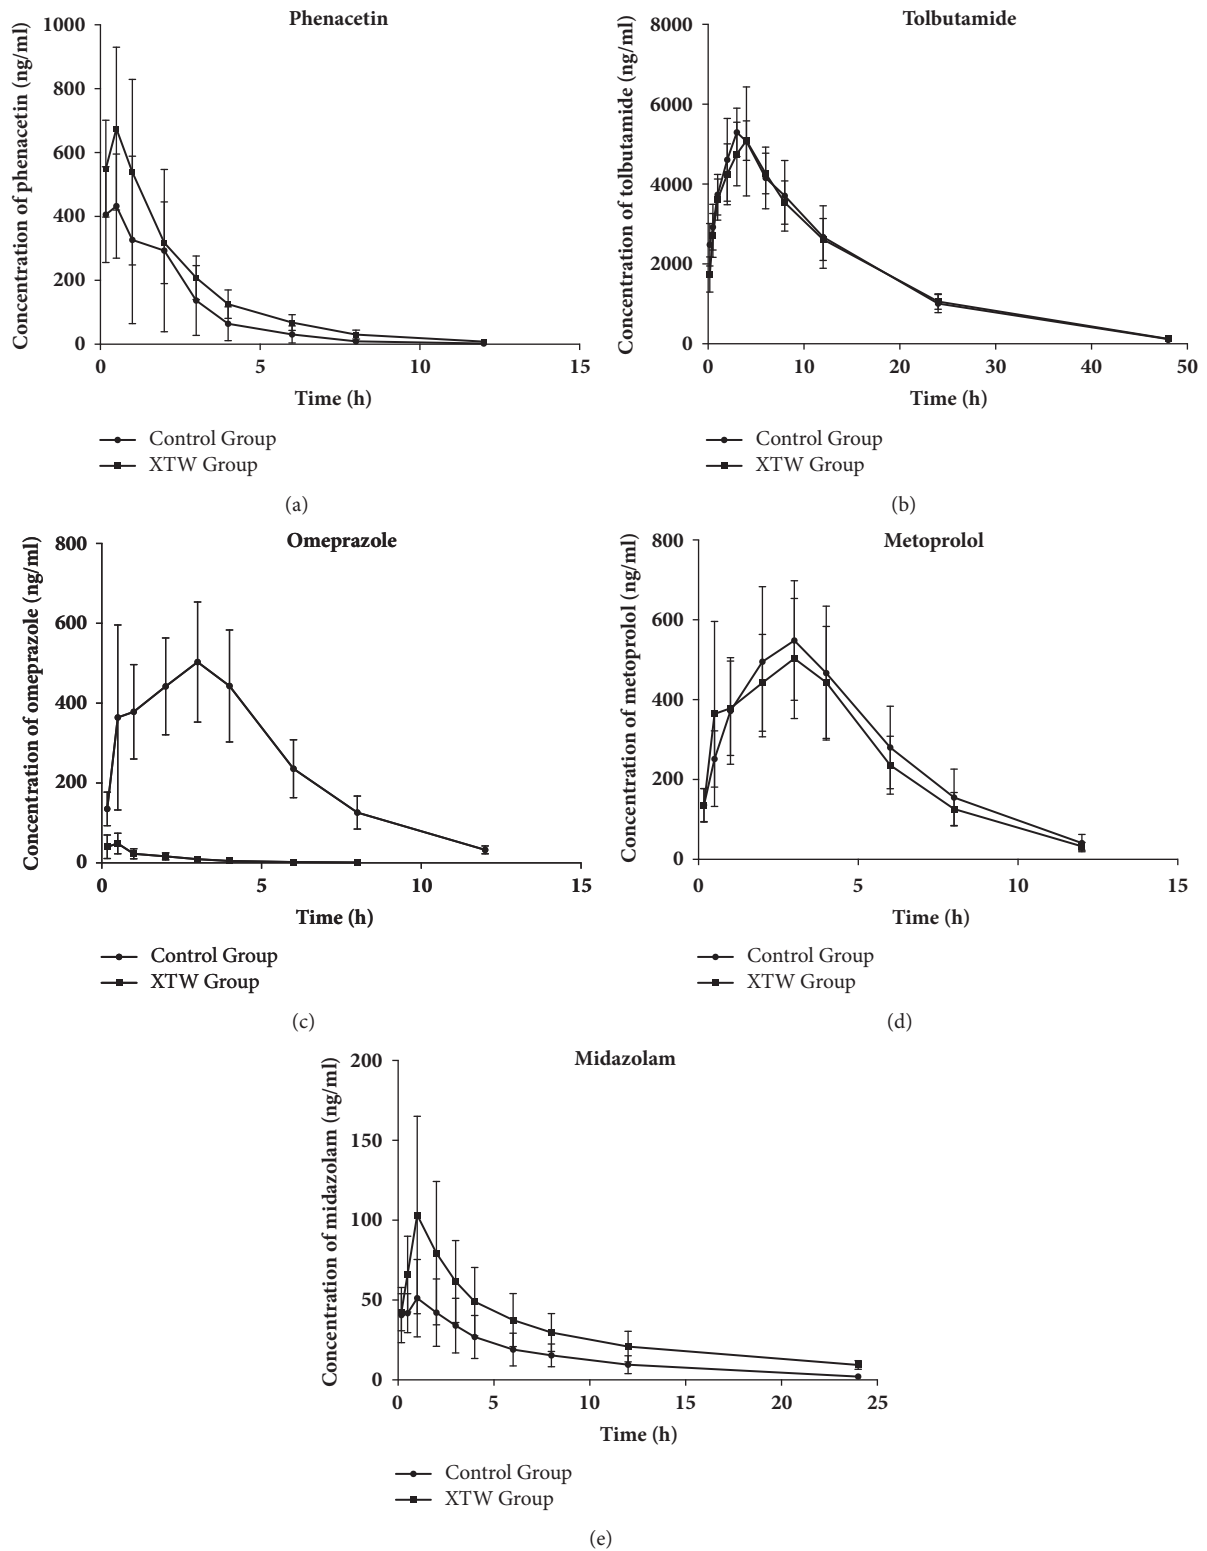 Phenacetin
Concentration of phenacetin (ng/ml)
1000
800
600
400
200
0
0 5 10 15
Time (h)
Control Group
XTW Group
(a)
Tolbutamide
Concentration of tolbutamide (ng/ml)
8000
6000
4000
2000
0
0 10 20 30 40 50
Time (h)
Control Group
XTW Group
(b)
Omeprazole
Concentration of omeprazole (ng/ml)
800
600
400
200
0
0 5 10 15
Time (h)
Control Group
XTW Group
(c)
Metoprolol
Concentration of metoprolol (ng/ml)
800
600
400
200
0
0 5 10 15
Time (h)
Control Group
XTW Group
(d)
Midazolam
Concentration of midazolam (ng/ml)
200
150
100
50
0
0 5 10 15 20 25
Time (h)
Control Group
XTW Group
(e)